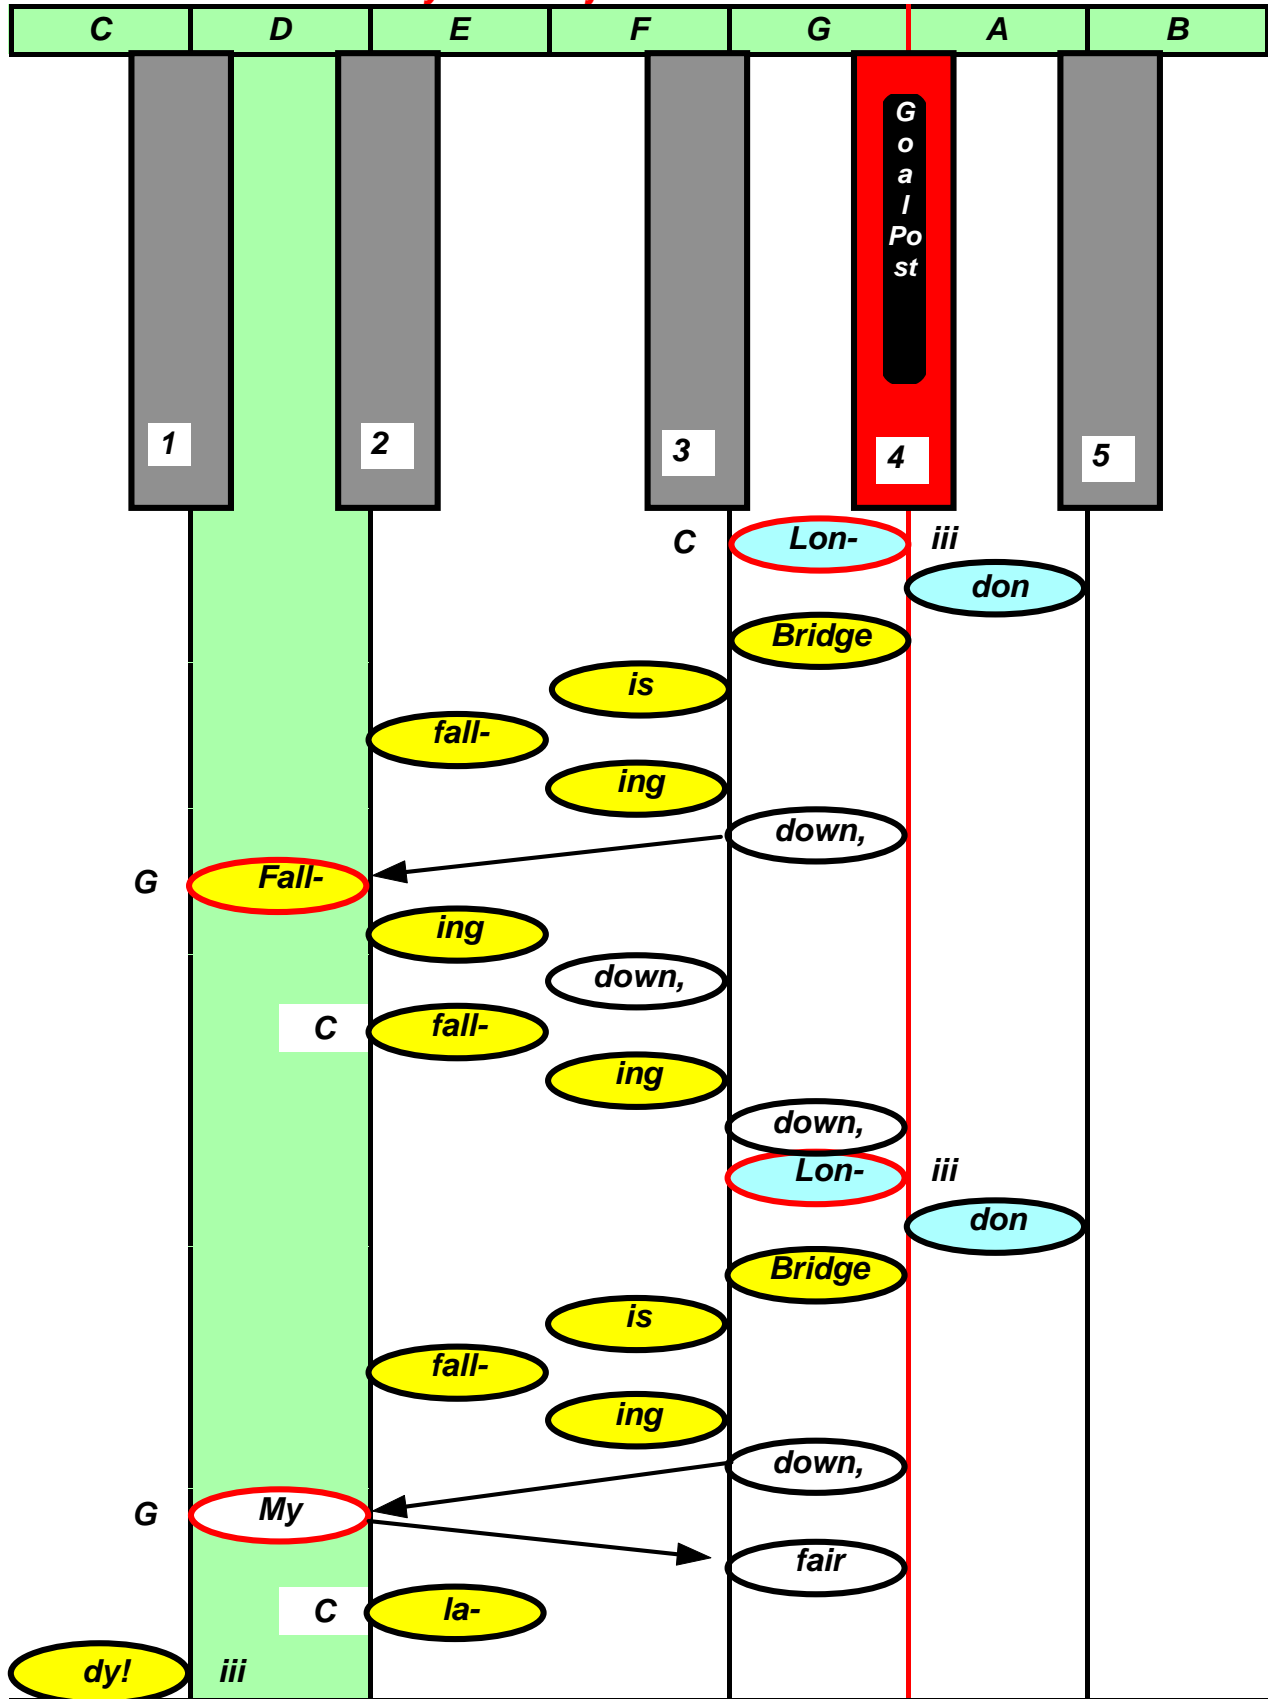 C D E F G A B
G
o
a
l
Po
st
1 2 3 4 5
C Lon- iii
don
Bridge
is
fall-
ing
down,
G Fall-
ing
down,
C fall-
ing
down,
Lon- iii
don
Bridge
is
fall-
ing
down,
G My
fair
C la-
dy! iii